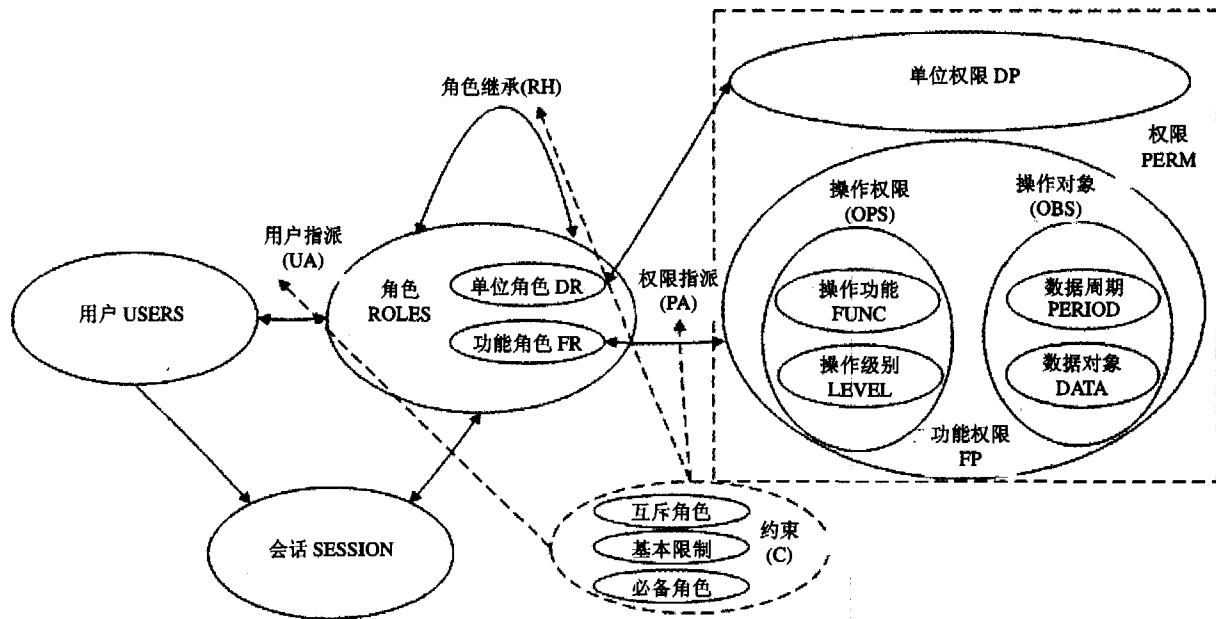 单位权限 DP
角色继承(RH)
权限
PERM
操作权限
(OPS)
操作对象
(OBS)
用户指派
(UA)
角色
ROLES
单位角色 DR
功能角色 FR
权限指派
(PA)
用户 USERS
操作功能
FUNC
操作级别
LEVEL
数据周期
PERIOD
数据对象
DATA
功能权限
FP
会话 SESSION
互斥角色
基本限制
必备角色
约束
(C)